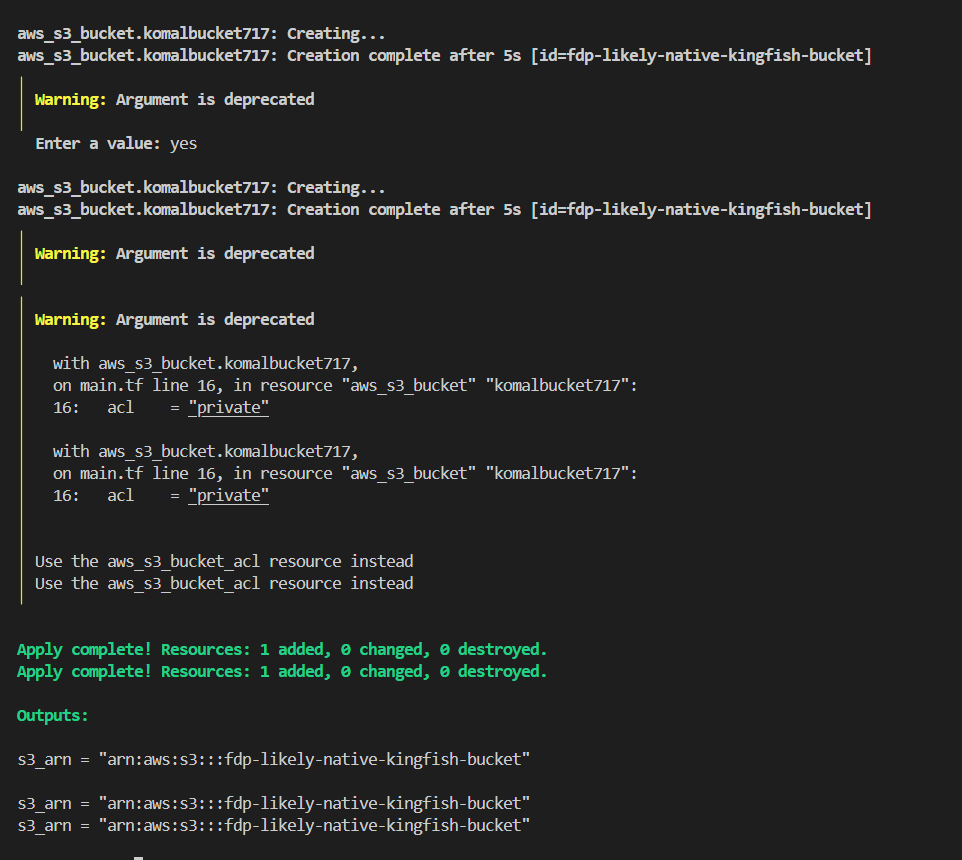 aws_s3_bucket.komalbucket717: Creating...
aws_s3_bucket.komalbucket717: Creation complete after 5s [id=fdp-likely-native-kingfish-bucket]
Warning: Argument is deprecated
Enter a value: yes
aws_s3_bucket.komalbucket717: Creating...
aws_s3_bucket.komalbucket717: Creation complete after 5s [id=fdp-likely-native-kingfish-bucket]
Warning: Argument is deprecated
Warning: Argument is deprecated
with aws_s3_bucket.komalbucket717,
on main.tf line 16, in resource "aws_s3_bucket" "komalbucket717":
16:   acl    = "private"
with aws_s3_bucket.komalbucket717,
on main.tf line 16, in resource "aws_s3_bucket" "komalbucket717":
16:   acl    = "private"
Use the aws_s3_bucket_acl resource instead
Use the aws_s3_bucket_acl resource instead
Apply complete! Resources: 1 added, 0 changed, 0 destroyed.
Apply complete! Resources: 1 added, 0 changed, 0 destroyed.
Outputs:
s3_arn = "arn:aws:s3:::fdp-likely-native-kingfish-bucket"
s3_arn = "arn:aws:s3:::fdp-likely-native-kingfish-bucket"
s3_arn = "arn:aws:s3:::fdp-likely-native-kingfish-bucket"